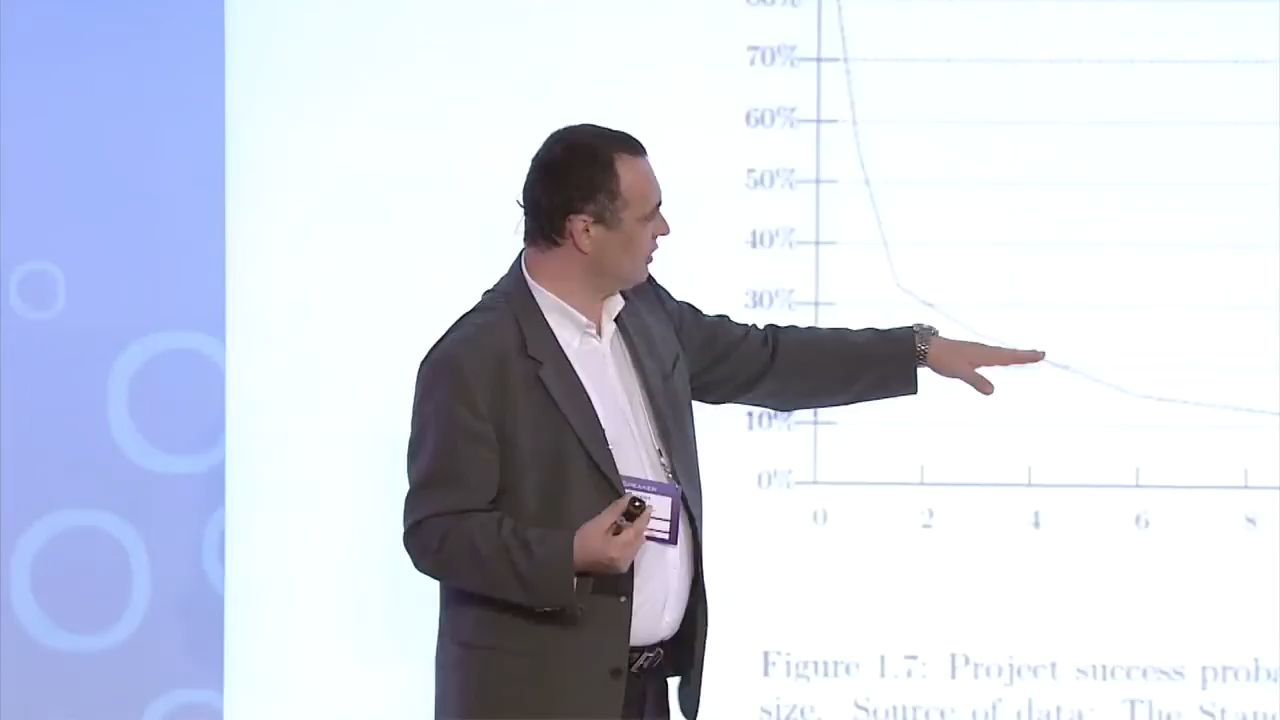 70%
60%
50%
40%
30%
10%
0%
0 2 4 6 8
SPEAKER
Figure 1.7: Project success proba
size. Source of data: The Stand